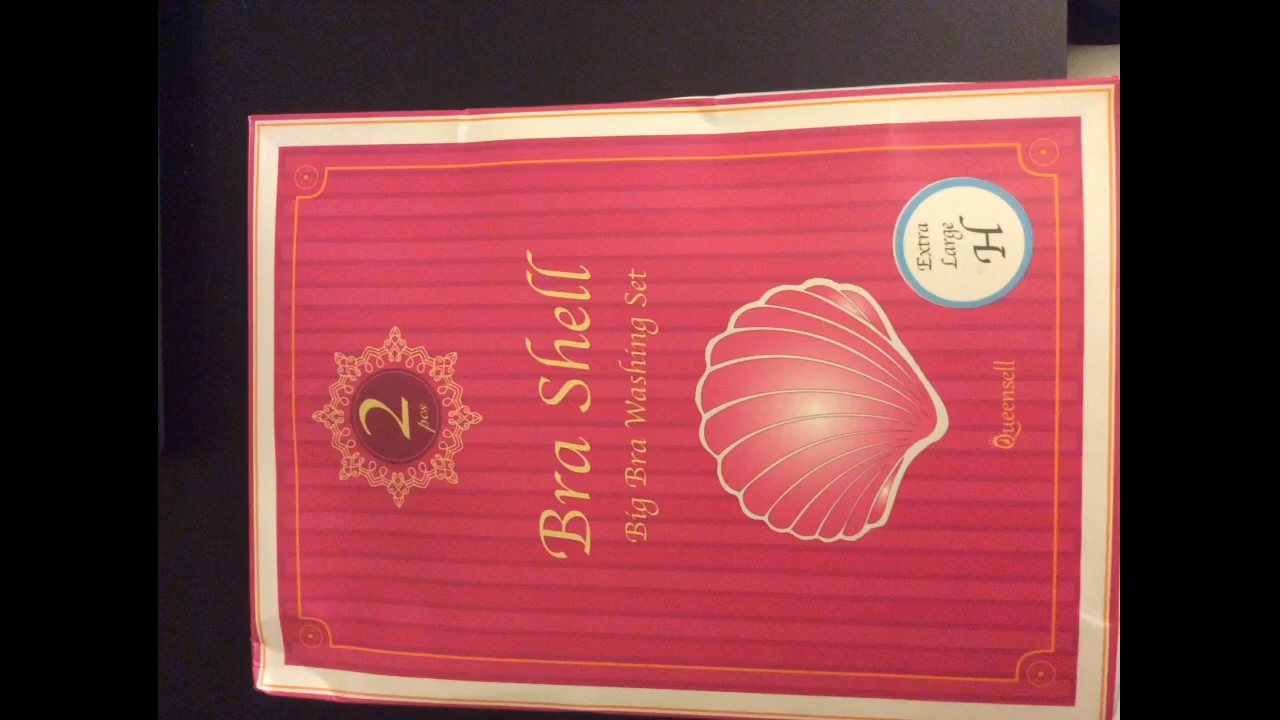 2
pcs
Bra Shell
Big Bra Washing Set
Extra
Large
H
Queensell